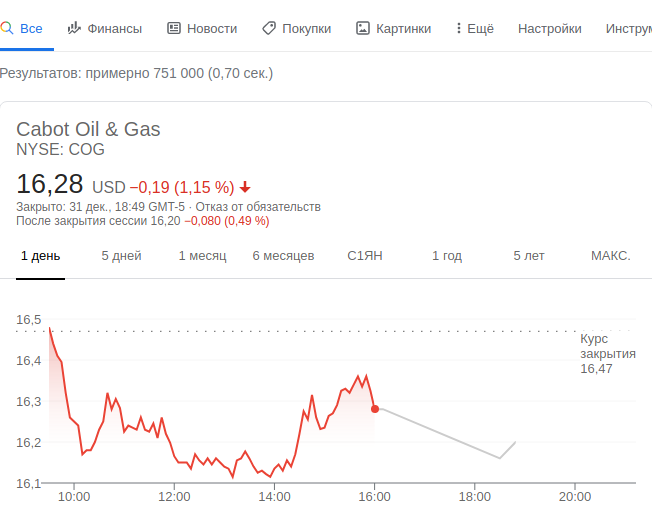 Все Финансы Новости Покупки Картинки Ещё Настройки Инструм
Результатов: примерно 751 000 (0,70 сек.)
Cabot Oil & Gas
NYSE: COG
16,28 USD −0,19 (1,15 %)
Закрыто: 31 дек., 18:49 GMT-5 · Отказ от обязательств
После закрытия сессии 16,20 −0,080 (0,49 %)
1 день 5 дней 1 месяц 6 месяцев С1ЯН 1 год 5 лет МАКС.
16,5
Курс
закрытия
16,47
16,4
16,3
16,2
16,1
10:00 12:00 14:00 16:00 18:00 20:00